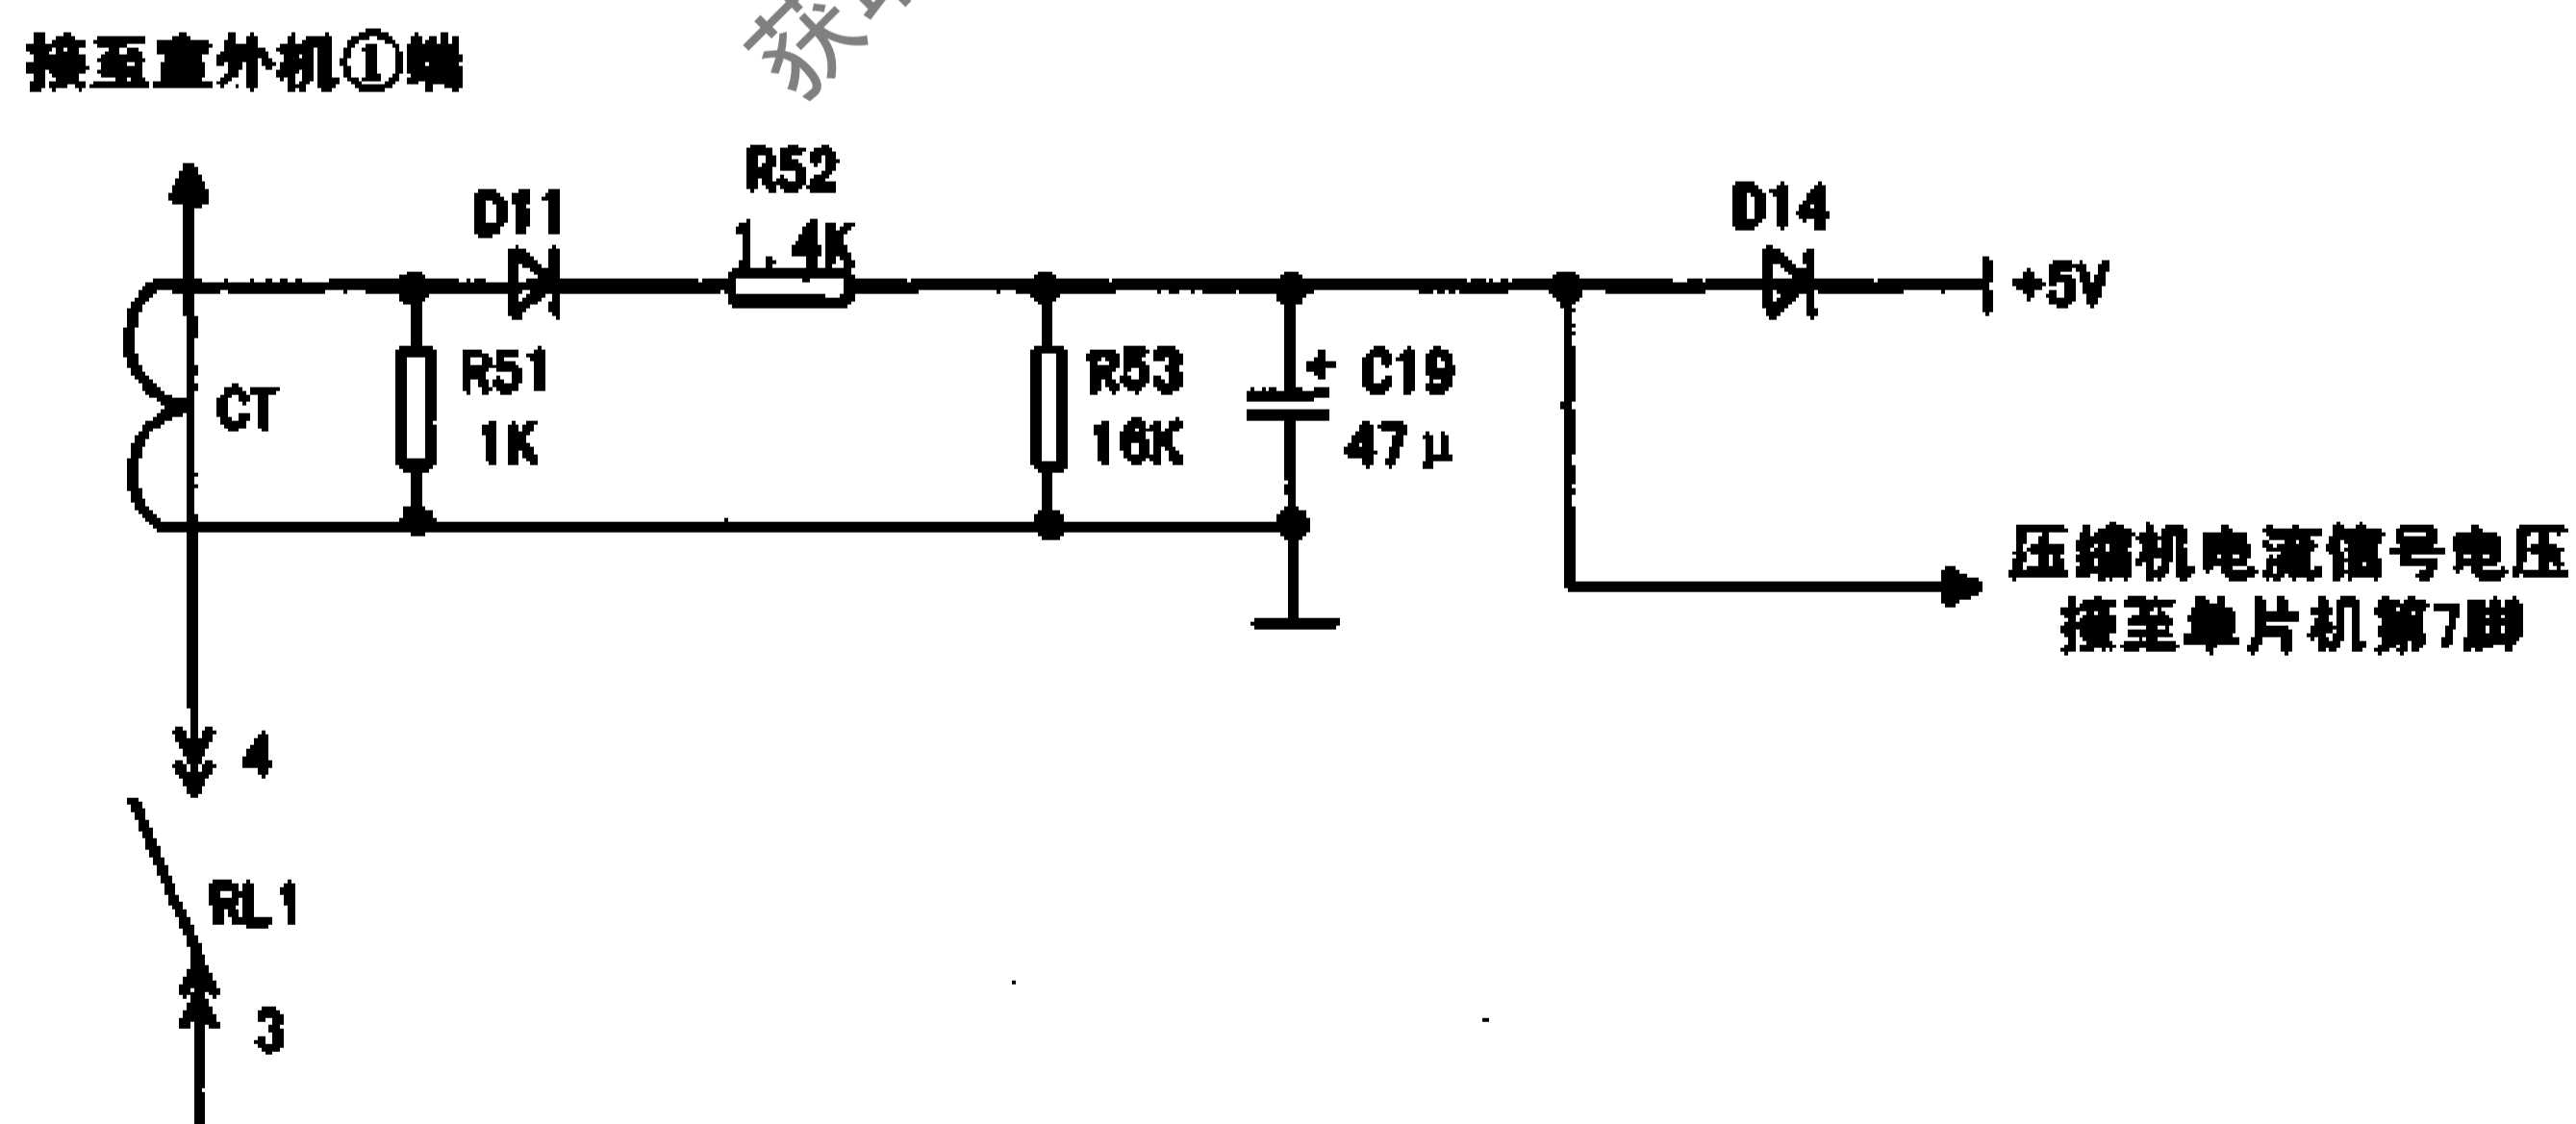 接至室外机①端
R52
1.4K
D11
D14
+5V
R51
1K
CT
R53
16K
+ C19
47μ
压缩机电流信号电压
接至单片机第7脚
4
RL1
3